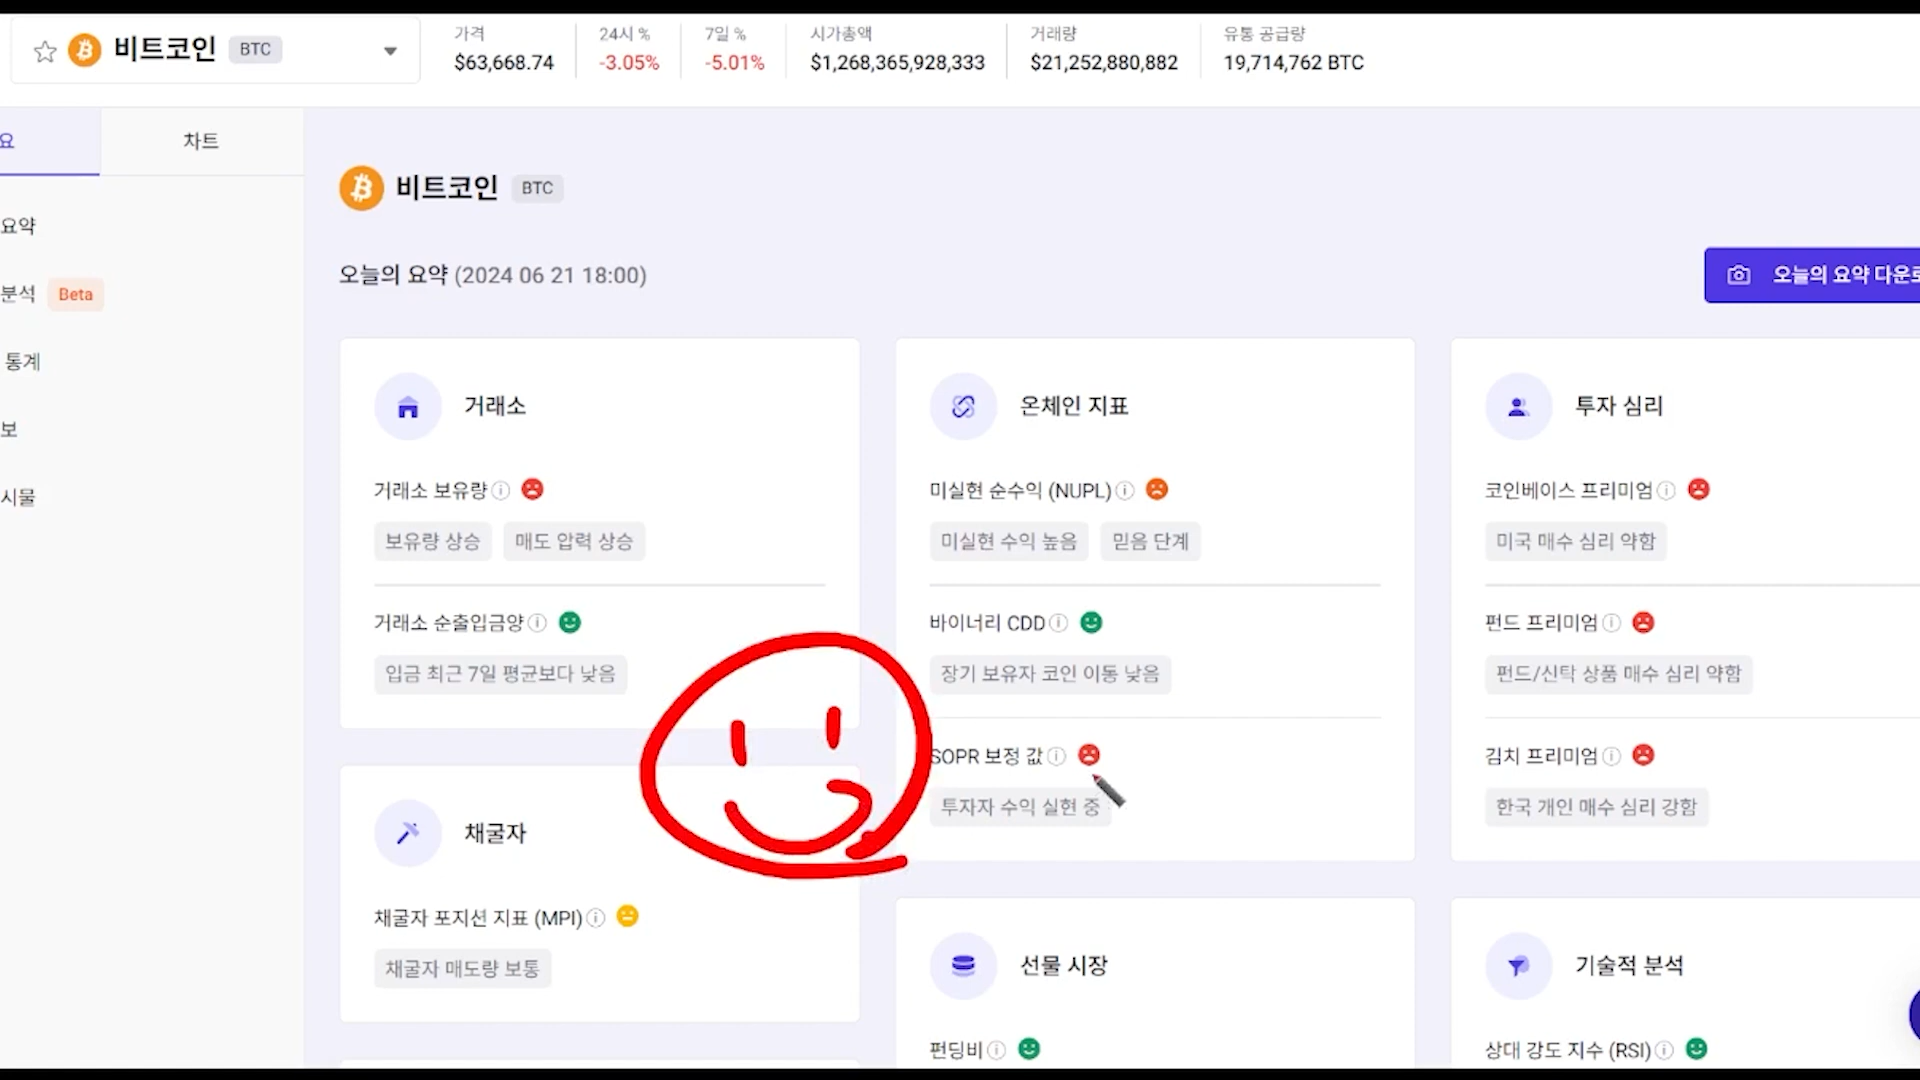 비트코인 BTC
가격
$63,668.74
24시 %
-3.05%
7일 %
-5.01%
시가총액
$1,268,365,928,333
거래량
$21,252,880,882
유통 공급량
19,714,762 BTC
요
차트
요약
분석 Beta
통계
보
시물
비트코인 BTC
오늘의 요약 (2024 06 21 18:00)
오늘의 요약 다운로
거래소
거래소 보유량
보유량 상승 매도 압력 상승
거래소 순출입금양
입금 최근 7일 평균보다 낮음
채굴자
채굴자 포지션 지표 (MPI)
채굴자 매도량 보통
온체인 지표
미실현 순수익 (NUPL)
미실현 수익 높음 믿음 단계
바이너리 CDD
장기 보유자 코인 이동 낮음
SOPR 보정 값
투자자 수익 실현 중
선물 시장
펀딩비
투자 심리
코인베이스 프리미엄
미국 매수 심리 약함
펀드 프리미엄
펀드/신탁 상품 매수 심리 약함
김치 프리미엄
한국 개인 매수 심리 강함
기술적 분석
상대 강도 지수 (RSI)